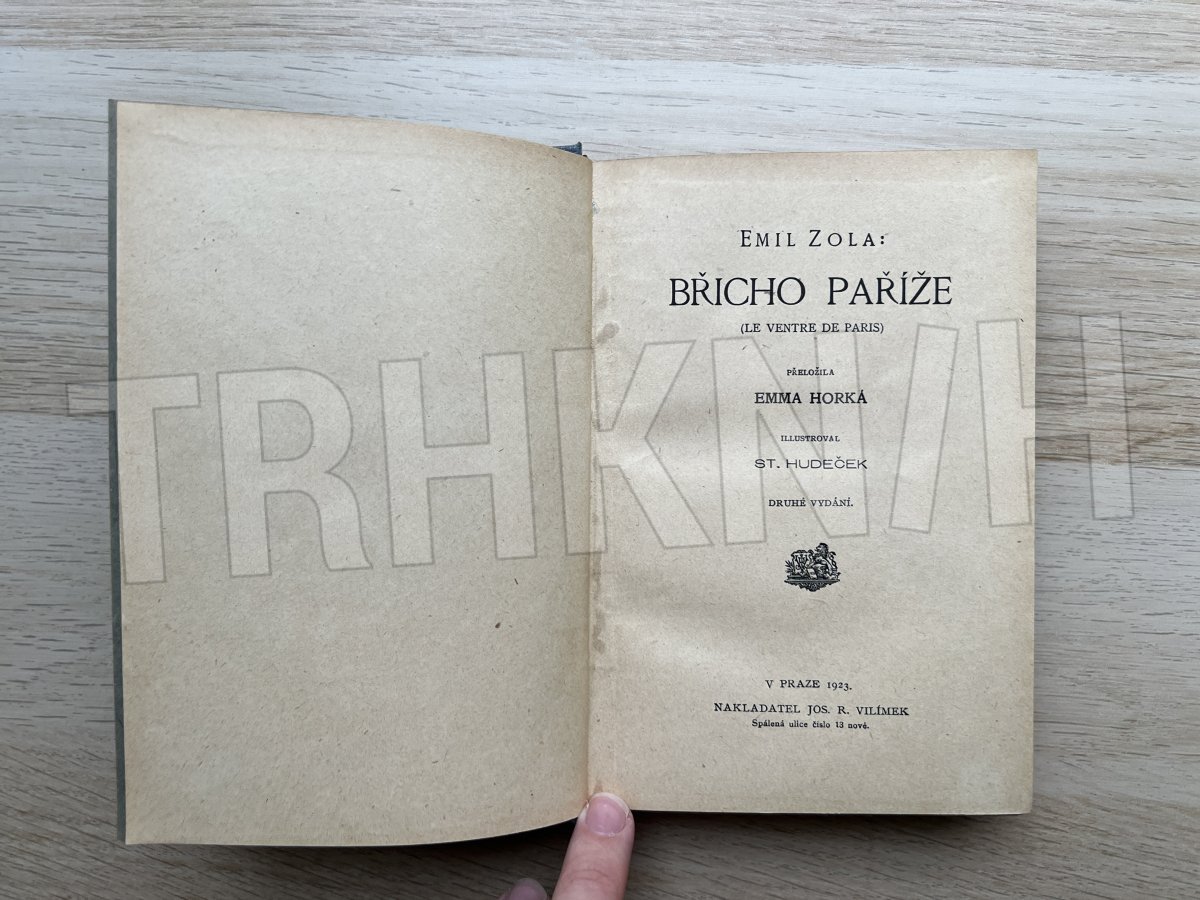 EMIL ZOLA:
BŘICHO PAŘÍŽE
(LE VENTRE DE PARIS)
PŘELOŽILA
EMMA HORKÁ
ILLUSTROVAL
ST. HUDEČEK
DRUHÉ VYDÁNÍ.
TRHKNIH
V PRAZE 1923.
NAKLADATEL JOS. R. VILÍMEK
Spálená ulice číslo 13 nové.